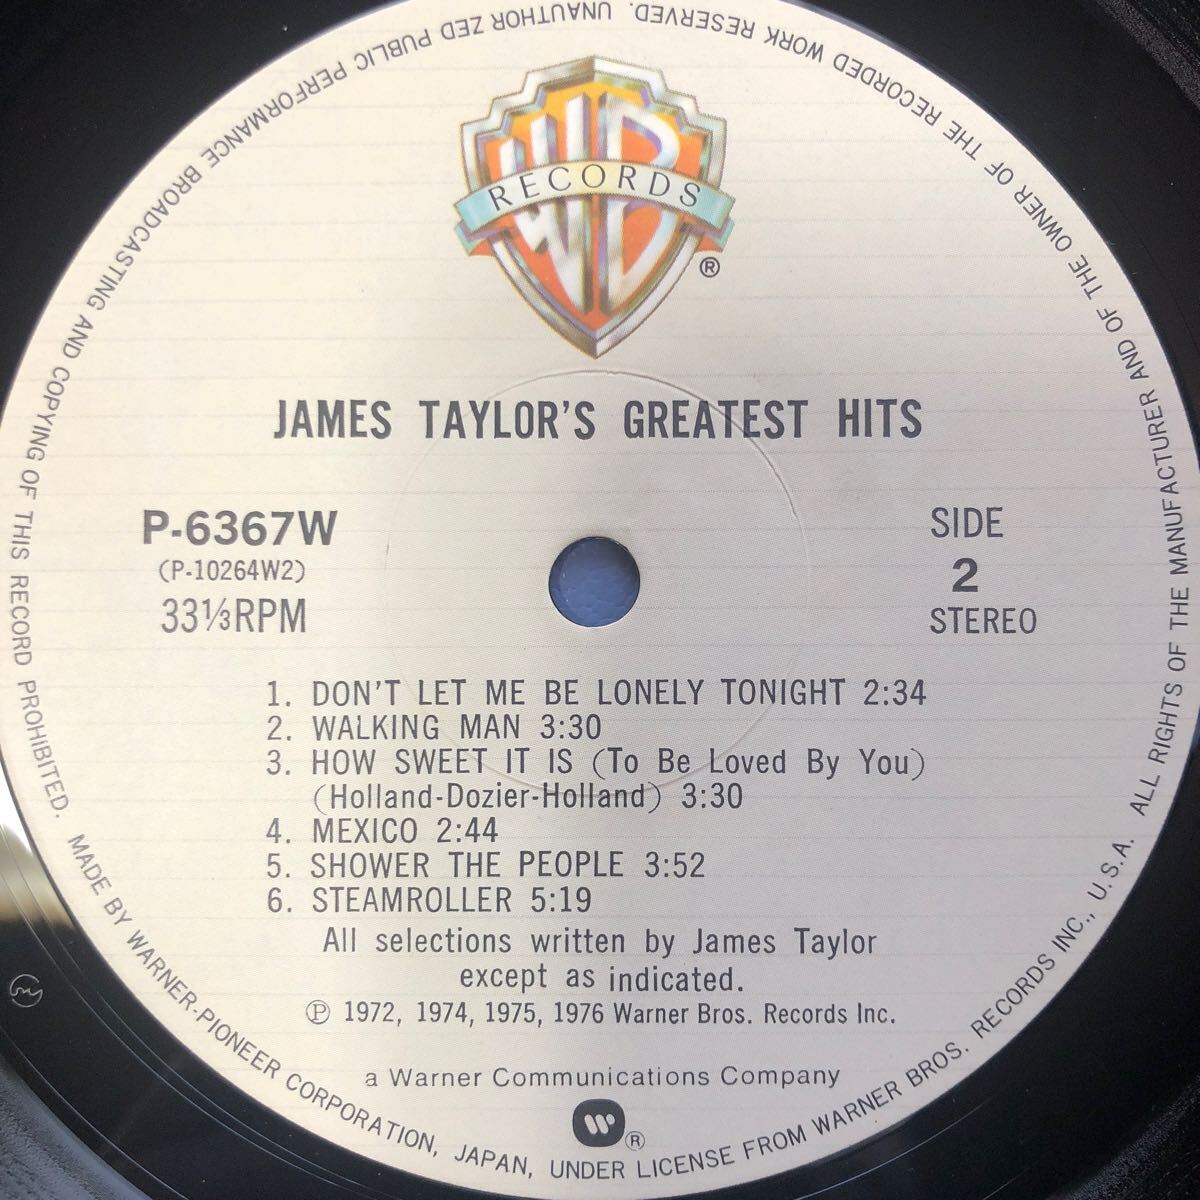 WB
RECORDS
®
JAMES TAYLOR'S GREATEST HITS
P-6367W
(P-10264W2)
33⅓RPM
SIDE
2
STEREO
1. DON'T LET ME BE LONELY TONIGHT 2:34
2. WALKING MAN 3:30
3. HOW SWEET IT IS (To Be Loved By You)
(Holland-Dozier-Holland) 3:30
4. MEXICO 2:44
5. SHOWER THE PEOPLE 3:52
6. STEAMROLLER 5:19
All selections written by James Taylor
except as indicated.
℗ 1972, 1974, 1975, 1976 Warner Bros. Records Inc.
a Warner Communications Company
®
MADE BY WARNER-PIONEER CORPORATION, JAPAN, UNDER LICENSE FROM WARNER BROS. RECORDS INC., U.S.A. ALL RIGHTS OF THE MANUFACTURER AND OF THE OWNER OF THE RECORDED WORK RESERVED. UNAUTHOR ZED PUBLIC PERFORMANCE BROADCASTING AND COPYING OF THIS RECORD PROHIBITED.